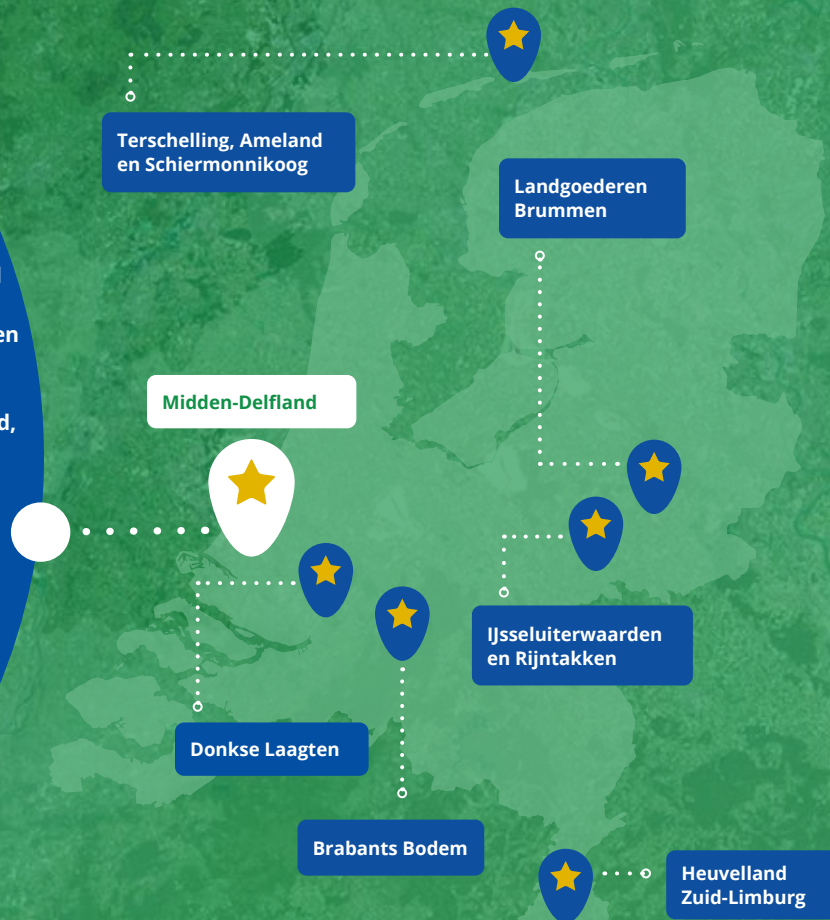 Terschelling, Ameland
en Schiermonnikoog
Landgoederen
Brummen
Midden-Delfland
IJsseluiterwaarden
en Rijntakken
Donkse Laagten
Brabants Bodem
Heuvelland
Zuid-Limburg